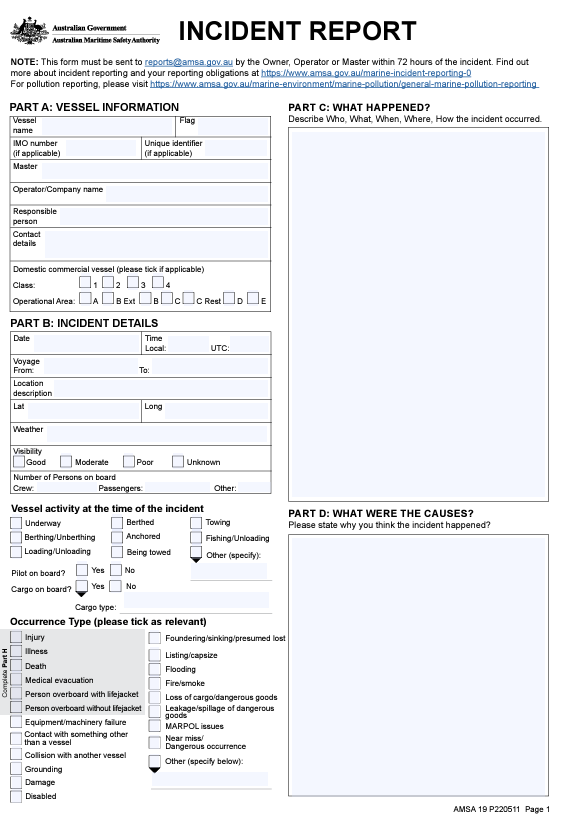 Australian Government
Australian Maritime Safety Authority
INCIDENT REPORT
NOTE: This form must be sent to reports@amsa.gov.au by the Owner, Operator or Master within 72 hours of the incident. Find out
more about incident reporting and your reporting obligations at https://www.amsa.gov.au/marine-incident-reporting-0
For pollution reporting, please visit https://www.amsa.gov.au/marine-environment/marine-pollution/general-marine-pollution-reporting
PART A: VESSEL INFORMATION
Vessel name
Flag
IMO number (if applicable)
Unique identifier (if applicable)
Master
Operator/Company name
Responsible person
Contact details
Domestic commercial vessel (please tick if applicable)
Class: 1 2 3 4
Operational Area: A B Ext B C C Rest D E
PART B: INCIDENT DETAILS
Date
Time
Local: UTC:
Voyage
From: To:
Location description
Lat Long
Weather
Visibility
Good Moderate Poor Unknown
Number of Persons on board
Crew: Passengers: Other:
Vessel activity at the time of the incident
Underway Berthed Towing
Berthing/Unberthing Anchored Fishing/Unloading
Loading/Unloading Being towed Other (specify):
Pilot on board? Yes No
Cargo on board? Yes No
Cargo type:
Occurrence Type (please tick as relevant)
Complete Part H
Injury
Illness
Death
Medical evacuation
Person overboard with lifejacket
Person overboard without lifejacket
Equipment/machinery failure
Contact with something other
than a vessel
Collision with another vessel
Grounding
Damage
Disabled
Foundering/sinking/presumed lost
Listing/capsize
Flooding
Fire/smoke
Loss of cargo/dangerous goods
Leakage/spillage of dangerous
goods
MARPOL issues
Near miss/
Dangerous occurrence
Other (specify below):
PART C: WHAT HAPPENED?
Describe Who, What, When, Where, How the incident occurred.
PART D: WHAT WERE THE CAUSES?
Please state why you think the incident happened?
AMSA 19 P220511 Page 1